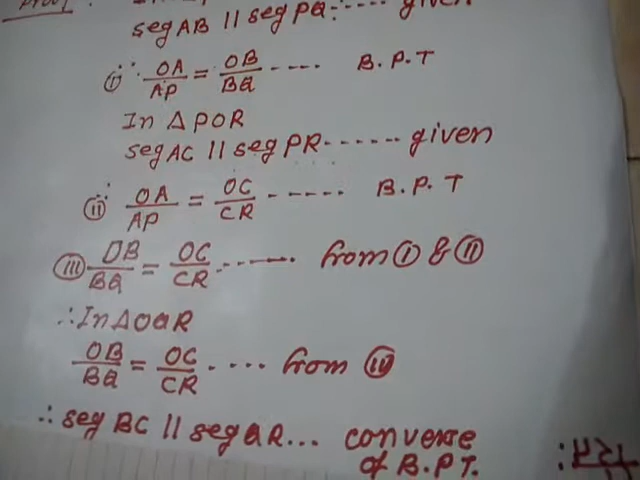 Proof :
seg AB || seg PQ ..... given
(i) ∴ OA/AP = OB/BQ .... B.P.T
In △POR
seg AC || seg PR ...... given
(ii) ∴ OA/AP = OC/CR ...... B.P.T
(iii) OB/BQ = OC/CR ...... from (i) & (ii)
∴ In △OQR
OB/BQ = OC/CR .... from (iii)
∴ seg BC || seg QR... converse
of B.P.T.